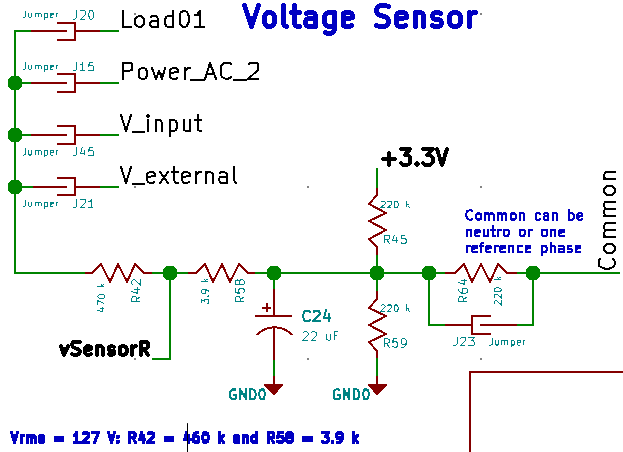 Voltage Sensor
Jumper J20 Load01
Jumper J15 Power_AC_2
V_input
Jumper J45
V_external
Jumper J21
+3.3V
220 k
R45
Common can be
neutro or one
reference phase
Common
470 k R42
3.9 k R58
R64 220 k
C24
22 uF
220 k
R59
J23 Jumper
vSensorR
GND0
GND0
Vrms = 127 V: R42 = 460 k and R58 = 3.9 k